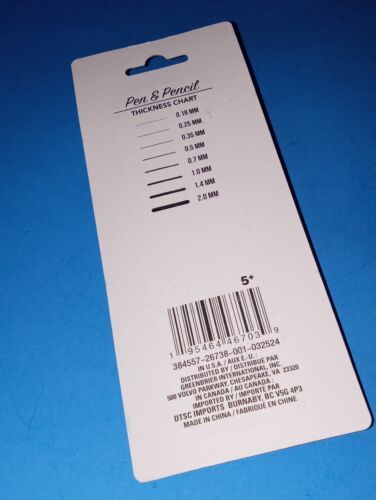 Pen & Pencil
THICKNESS CHART
0.18 MM
0.25 MM
0.35 MM
0.5 MM
0.7 MM
1.0 MM
1.4 MM
2.0 MM
5+
1 95464 46703 9
384557-26738-001-032524
IN U.S.A. / AUX É.-U. :
DISTRIBUTED BY / DISTRIBUÉ PAR
GREENBRIER INTERNATIONAL, INC.
500 VOLVO PARKWAY, CHESAPEAKE, VA 23320
IN CANADA / AU CANADA :
IMPORTED BY / IMPORTÉ PAR
DTSC IMPORTS BURNABY, BC V5G 4P3
MADE IN CHINA / FABRIQUÉ EN CHINE